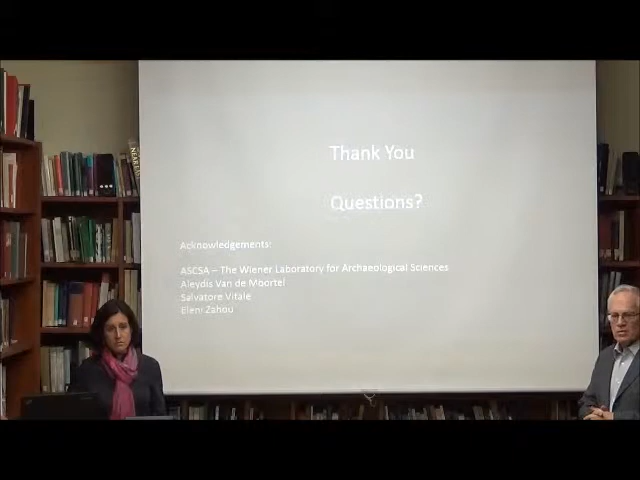 Thank You
Questions?
Acknowledgements:
ASCSA – The Wiener Laboratory for Archaeological Sciences
Aleydis Van de Moortel
Salvatore Vitale
Eleni Zahou